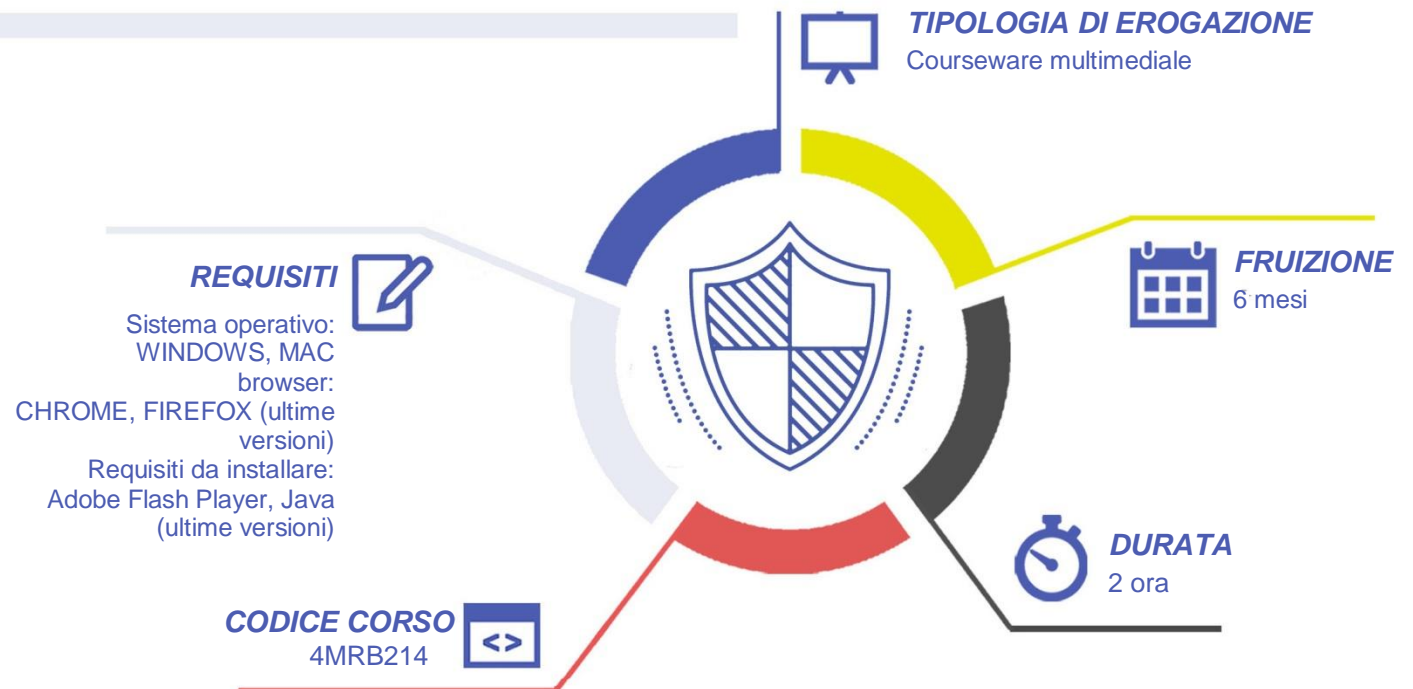 TIPOLOGIA DI EROGAZIONE
Courseware multimediale
REQUISITI
Sistema operativo:
WINDOWS, MAC
browser:
CHROME, FIREFOX (ultime
versioni)
Requisiti da installare:
Adobe Flash Player, Java
(ultime versioni)
FRUIZIONE
6 mesi
DURATA
2 ora
CODICE CORSO
<>
4MRB214